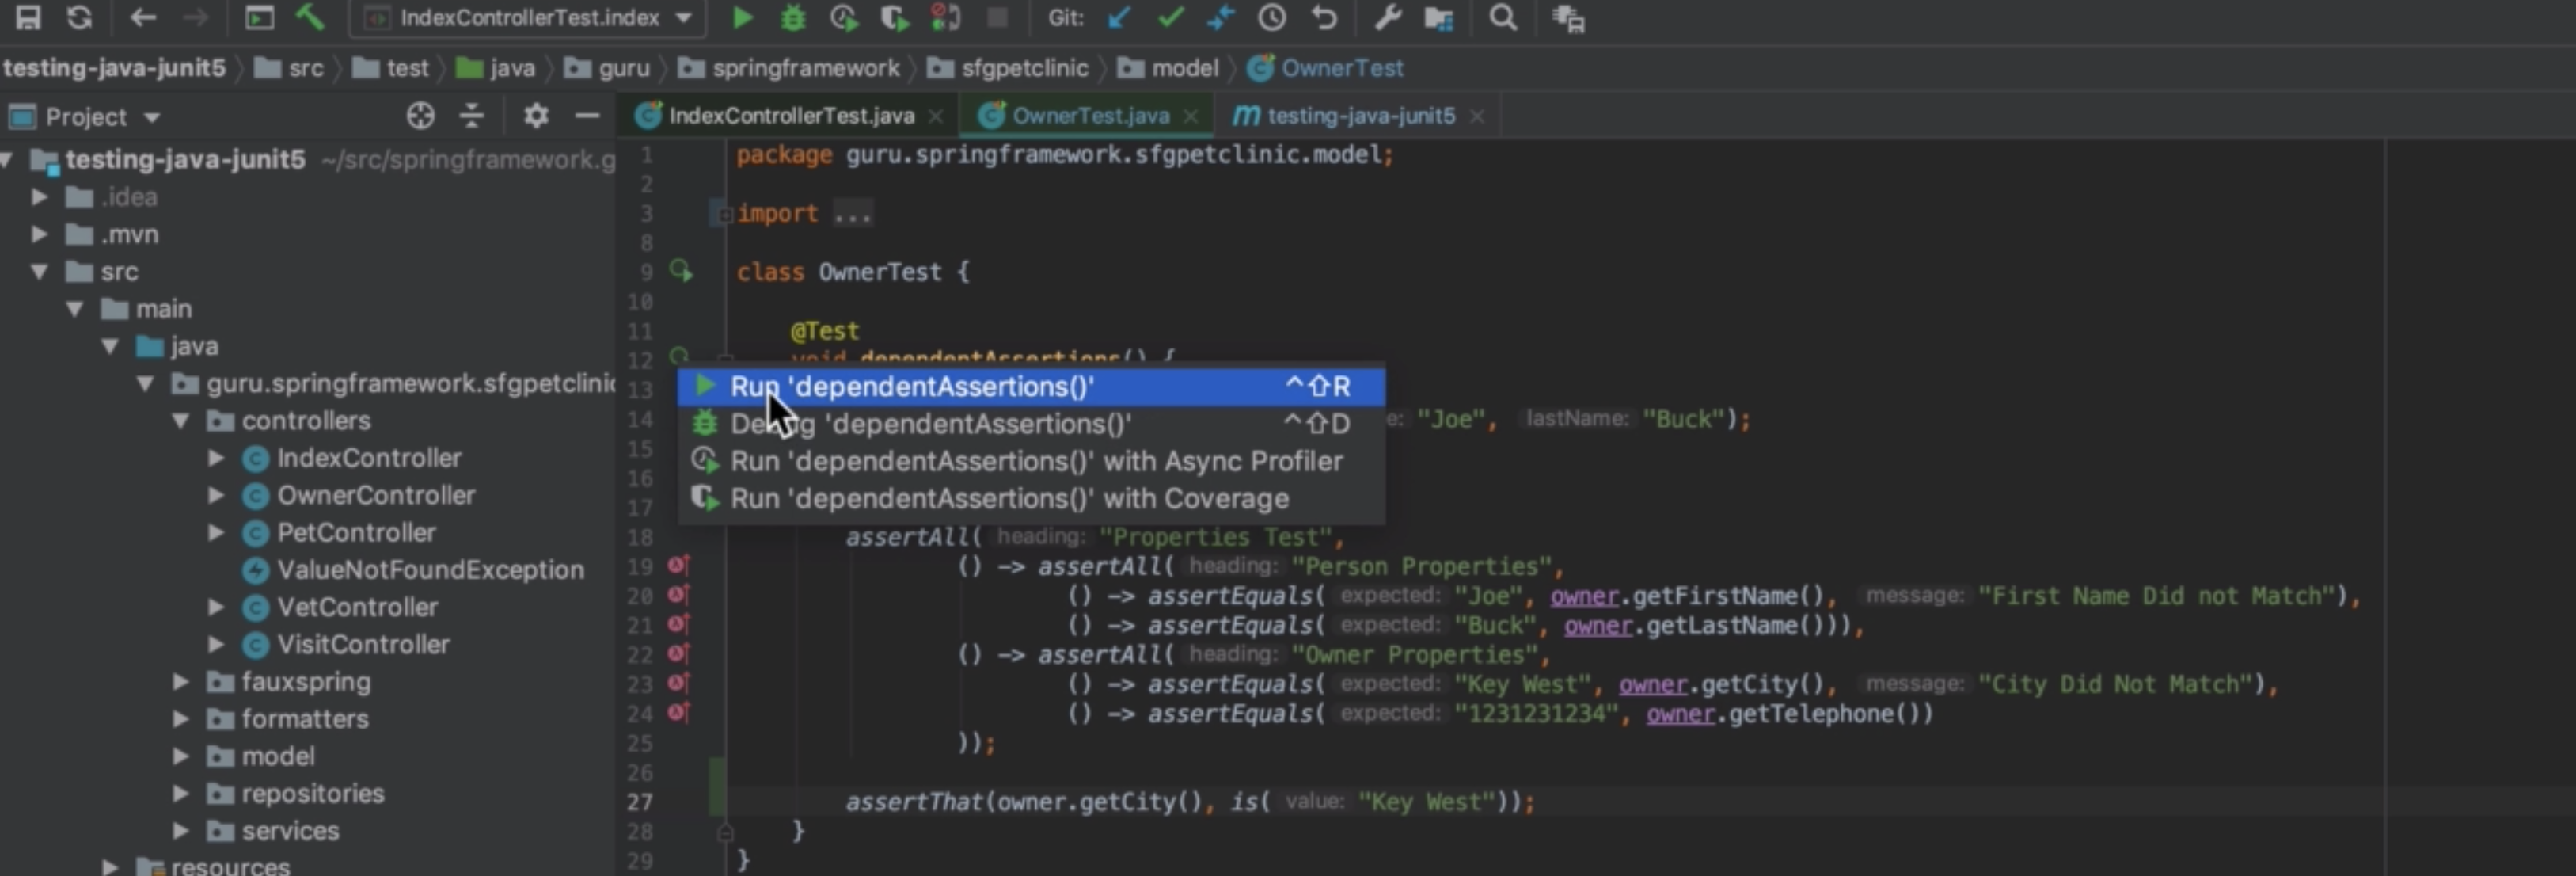 IndexControllerTest.index Git:
testing-java-junit5 src test java guru springframework sfgpetclinic model OwnerTest
Project
IndexControllerTest.java OwnerTest.java testing-java-junit5
testing-java-junit5 ~/src/springframework.g
.idea
.mvn
src
main
java
guru.springframework.sfgpetclinic
controllers
IndexController
OwnerController
PetController
ValueNotFoundException
VetController
VisitController
fauxspring
formatters
model
repositories
services
resources
1 package guru.springframework.sfgpetclinic.model;
2
3 import ...
8
9 class OwnerTest {
10
11 @Test
12 void dependentAssertions() {
13
14 e: "Joe", lastName: "Buck");
15
16
17
Run 'dependentAssertions()' ^⇧R
Debug 'dependentAssertions()' ^⇧D
Run 'dependentAssertions()' with Async Profiler
Run 'dependentAssertions()' with Coverage
18 assertAll( heading: "Properties Test",
19 () -> assertAll( heading: "Person Properties",
20 () -> assertEquals( expected: "Joe", owner.getFirstName(), message: "First Name Did not Match"),
21 () -> assertEquals( expected: "Buck", owner.getLastName())),
22 () -> assertAll( heading: "Owner Properties",
23 () -> assertEquals( expected: "Key West", owner.getCity(), message: "City Did Not Match"),
24 () -> assertEquals( expected: "1231231234", owner.getTelephone())
25 ));
26
27 assertThat(owner.getCity(), is( value: "Key West"));
28 }
29 }